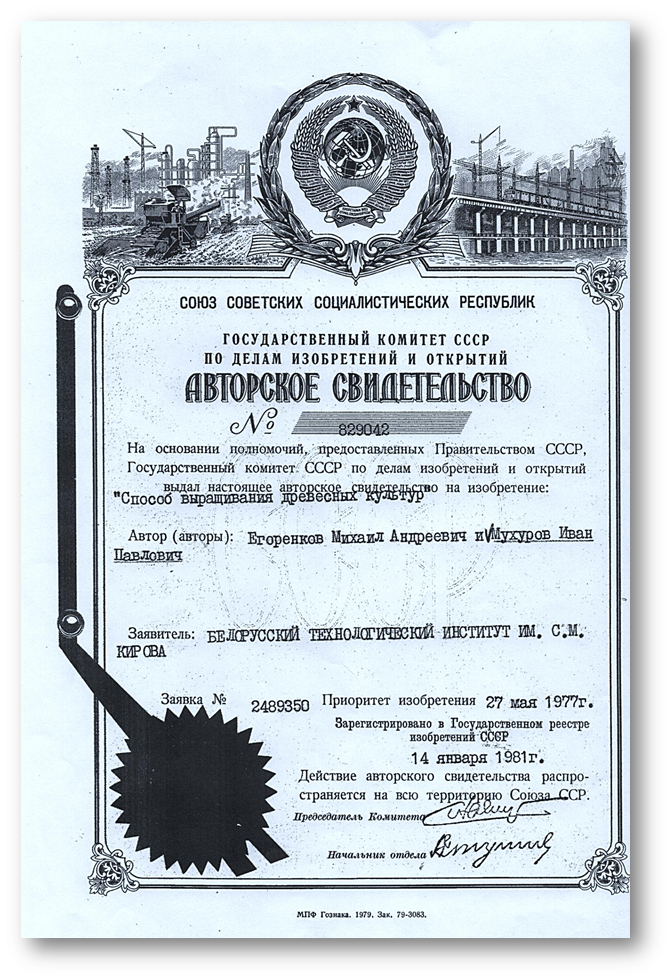 СОЮЗ СОВЕТСКИХ СОЦИАЛИСТИЧЕСКИХ РЕСПУБЛИК
ГОСУДАРСТВЕННЫЙ КОМИТЕТ СССР
ПО ДЕЛАМ ИЗОБРЕТЕНИЙ И ОТКРЫТИЙ
АВТОРСКОЕ СВИДЕТЕЛЬСТВО
№ 829042
На основании полномочий, предоставленных Правительством СССР,
Государственный комитет СССР по делам изобретений и открытий
выдал настоящее авторское свидетельство на изобретение:
"Способ выращивания древесных культур"
Автор (авторы): Егоренков Михаил Андреевич и Мухуров Иван
Павлович
СССР
Заявитель: БЕЛОРУССКИЙ ТЕХНОЛОГИЧЕСКИЙ ИНСТИТУТ ИМ. С.М.
КИРОВА
Заявка № 2489350 Приоритет изобретения 27 мая 1977г.
Зарегистрировано в Государственном реестре
изобретений СССР
14 января 1981г.
Действие авторского свидетельства распро-
страняется на всю территорию Союза ССР.
Председатель Комитета
Начальник отдела
МПФ Гознака. 1979. Зак. 79-3083.